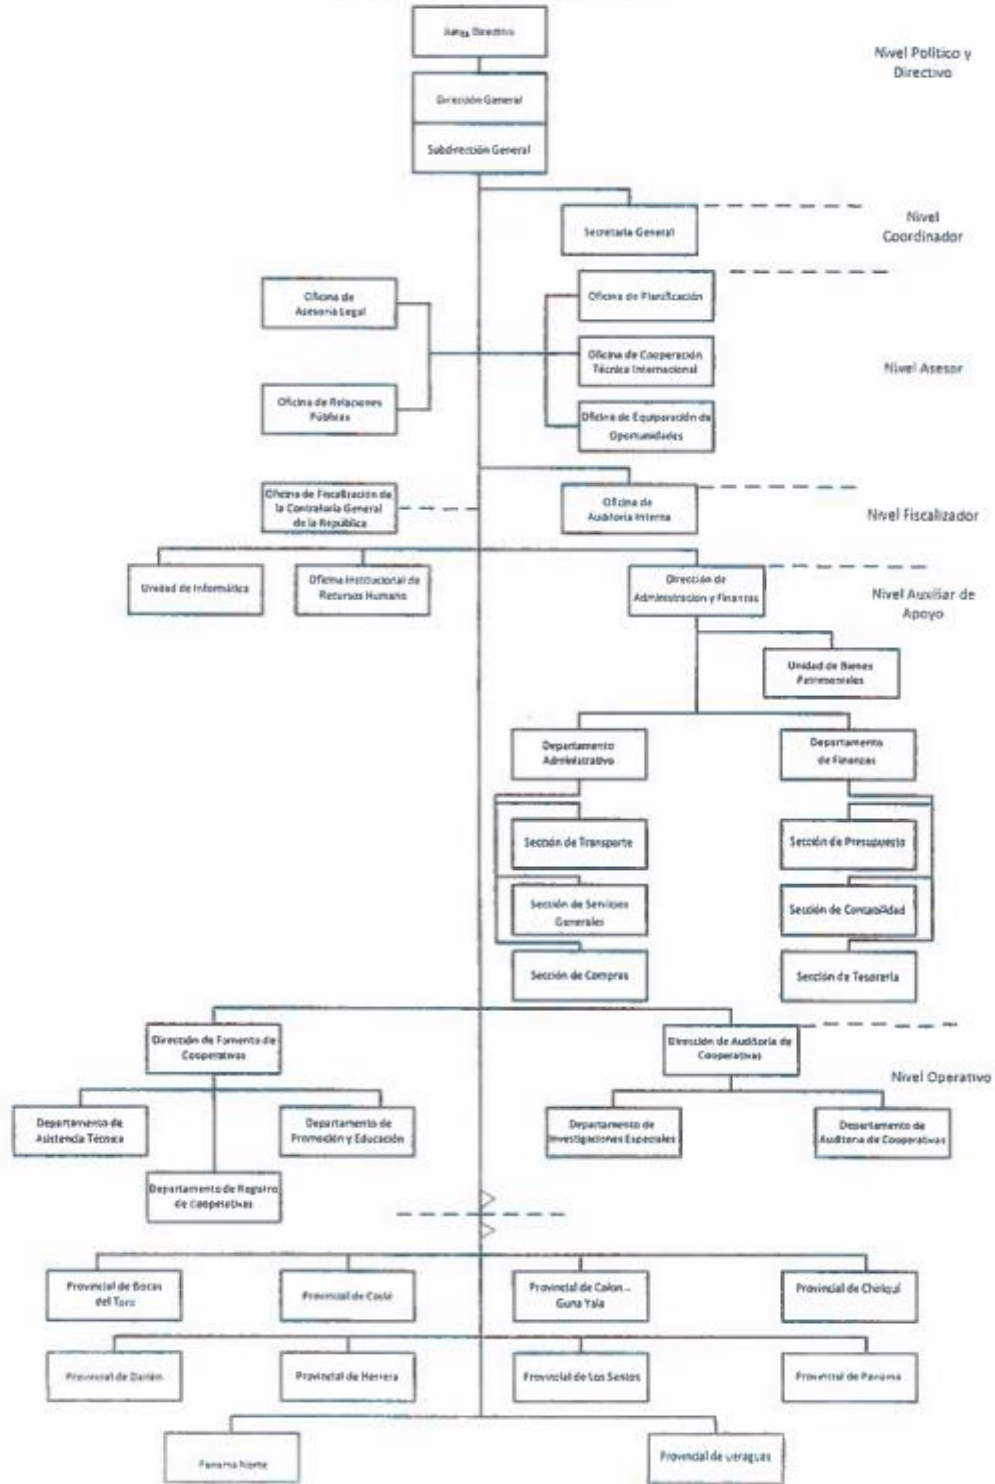 Junta Directivo
Nivel Político y
Directivo
Dirección General
Subdirección General
Secretaría General
Nivel
Coordinador
Oficina de
Asesoría Legal
Oficina de Planificación
Oficina de Cooperación
Técnica Internacional
Nivel Asesor
Oficina de Relaciones
Públicas
Oficina de Equiparación de
Oportunidades
Oficina de Fiscalización de
la Contraloría General
de la República
Oficina de
Auditoría Interna
Nivel Fiscalizador
Unidad de Informática
Oficina Institucional de
Recursos Humano
Dirección de
Administracion y Finanzas
Nivel Auxiliar de
Apoyo
Unidad de Bienes
Patrimoniales
Departamento
Administrativo
Departamento
de Finanzas
Sección de Transporte
Sección de Presupuesto
Sección de Servicios
Generales
Sección de Contabilidad
Sección de Compras
Sección de Tesorería
Dirección de Fomento de
Cooperativas
Dirección de Auditoría de
Cooperativas
Nivel Operativo
Departamento de
Asistencia Técnica
Departamento de
Promoción y Educación
Departamento de
Investigaciones Especiales
Departamento de
Auditoría de Cooperativas
Departamento de Registro
de Cooperativas
Provincial de Bocas
del Toro
Provincial de Coclé
Provincial de Colon –
Guna Yala
Provincial de Chiriquí
Provincial de Darién
Provincial de Herrera
Provincial de Los Santos
Provincial de Panama
Panama Norte
Provincial de Veraguas